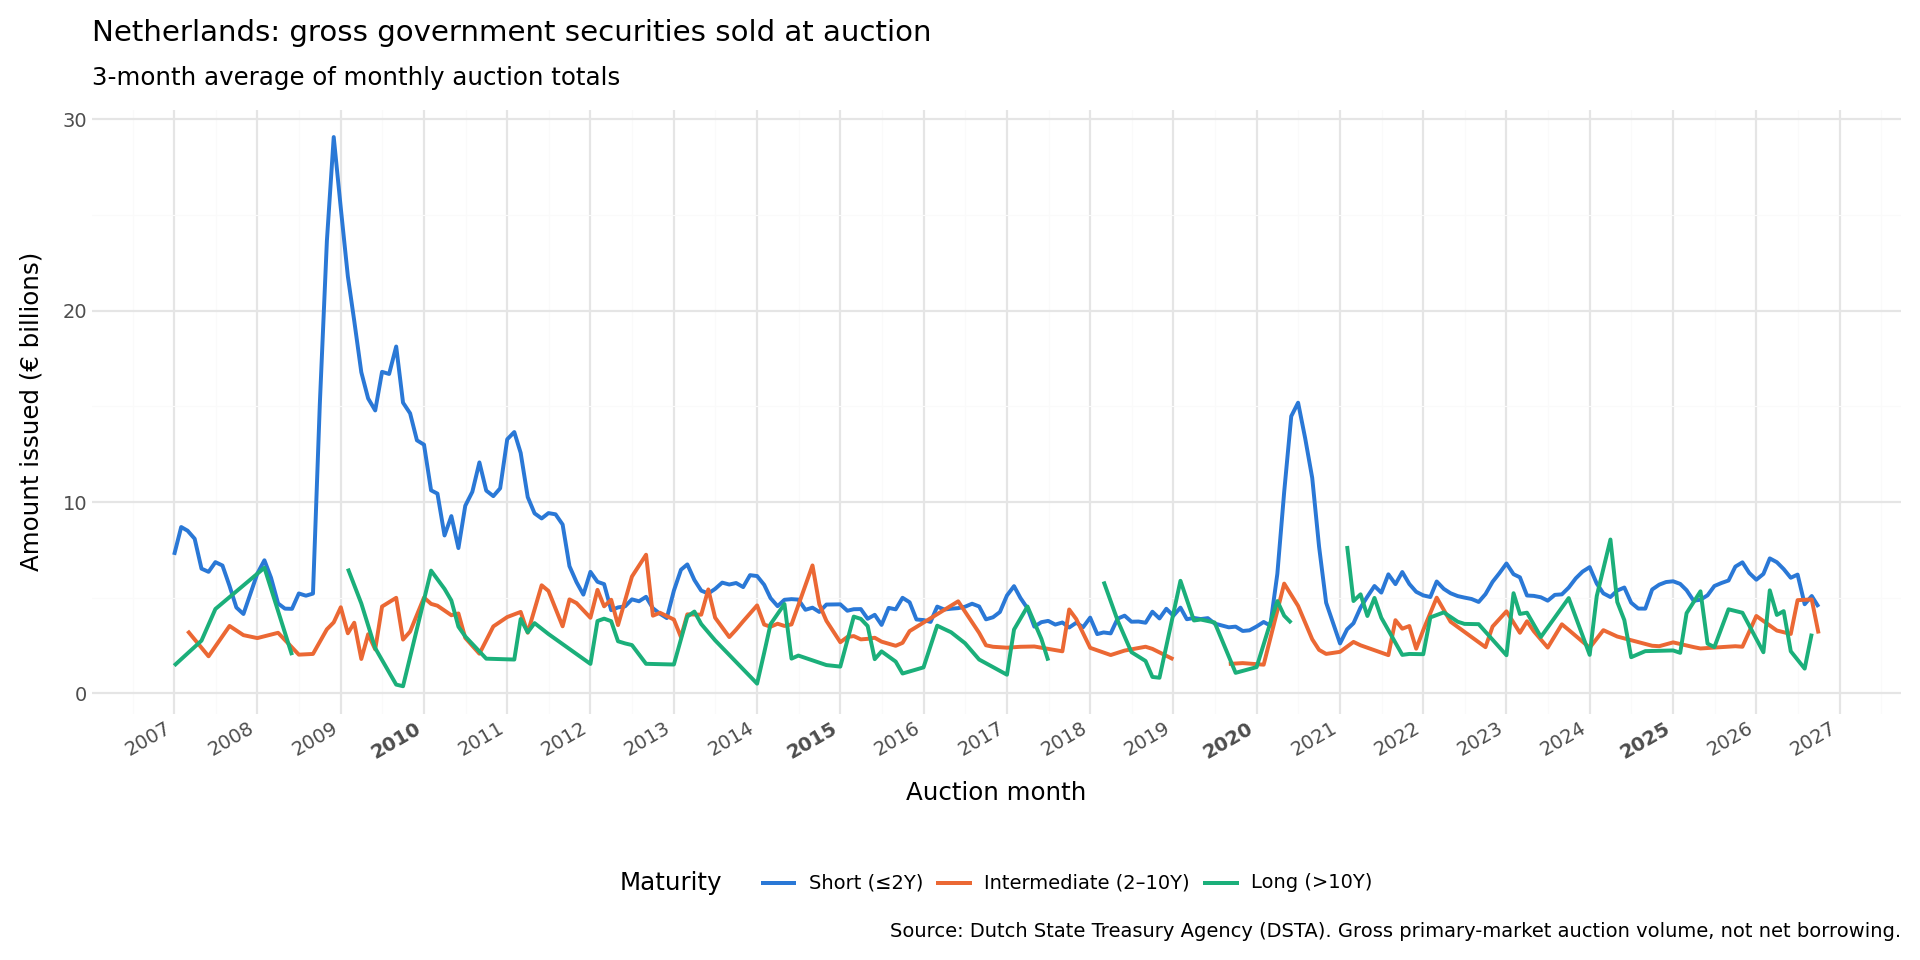 Netherlands: gross government securities sold at auction
3-month average of monthly auction totals
Amount issued (€ billions)
30
20
10
0
2007 2008 2009 2010 2011 2012 2013 2014 2015 2016 2017 2018 2019 2020 2021 2022 2023 2024 2025 2026 2027
Auction month
Maturity Short (≤2Y) Intermediate (2–10Y) Long (>10Y)
Source: Dutch State Treasury Agency (DSTA). Gross primary-market auction volume, not net borrowing.